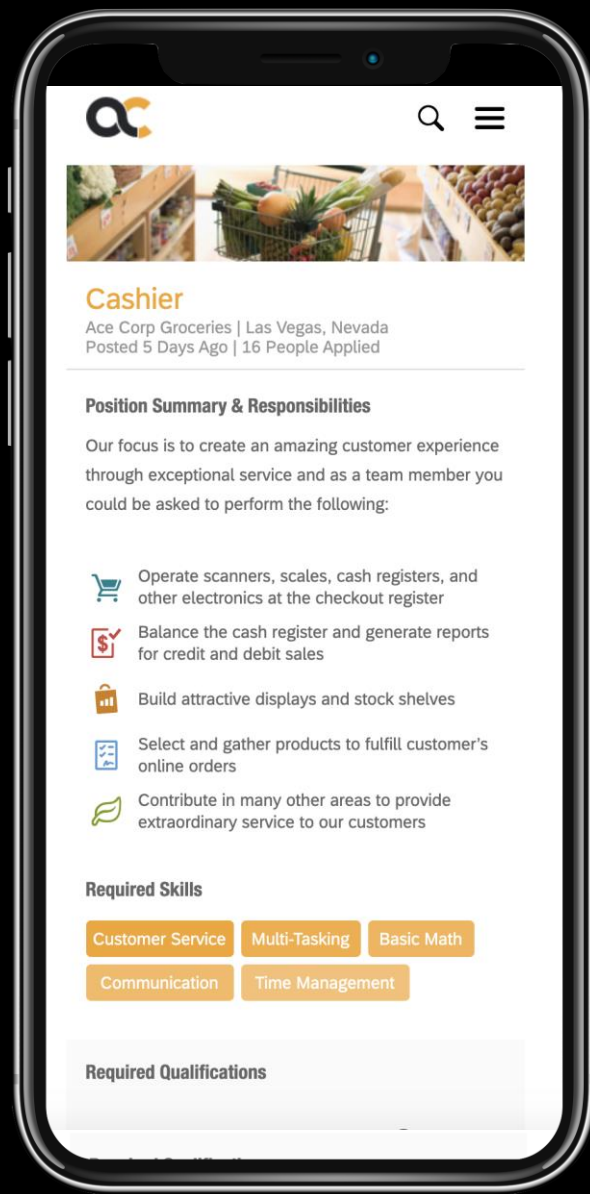 Cashier
Ace Corp Groceries | Las Vegas, Nevada
Posted 5 Days Ago | 16 People Applied
Position Summary & Responsibilities
Our focus is to create an amazing customer experience
through exceptional service and as a team member you
could be asked to perform the following:
Operate scanners, scales, cash registers, and
other electronics at the checkout register
Balance the cash register and generate reports
for credit and debit sales
Build attractive displays and stock shelves
Select and gather products to fulfill customer's
online orders
Contribute in many other areas to provide
extraordinary service to our customers
Required Skills
Customer Service
Multi-Tasking
Basic Math
Communication
Time Management
Required Qualifications